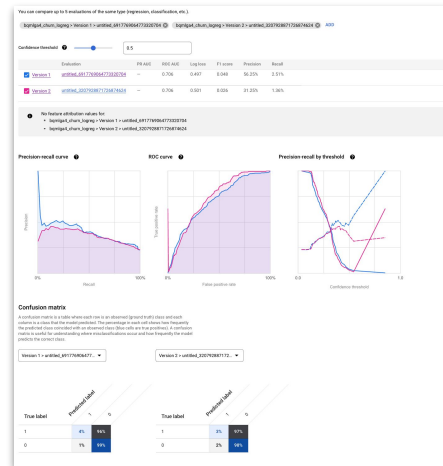 You can compare up to 5 evaluations of the same type (regression, classification, etc.).
bqmlga4_churn_logreg > Version 1 > untitled_6917769064773320704
bqmlga4_churn_logreg > Version 2 > untitled_3207928871726874624
ADD
Confidence threshold
0.5
Evaluation PR AUC ROC AUC Log loss F1 score Precision Recall
Version 1 untitled_6917769064773320704 — 0.706 0.497 0.048 56.25% 2.51%
Version 2 untitled_3207928871726874624 — 0.706 0.501 0.026 31.25% 1.36%
No feature attribution values for:
• bqmlga4_churn_logreg > Version 1 > untitled_6917769064773320704
• bqmlga4_churn_logreg > Version 2 > untitled_3207928871726874624
Precision-recall curve
ROC curve
Precision-recall by threshold
Precision
True positive rate
0% 100%
0% 100%
0.0 1.0
Recall
False positive rate
Confidence threshold
Confusion matrix
A confusion matrix is a table where each row is an observed (ground truth) class and each
column is a class that the model predicted. The percentage in each cell shows how frequently
the predicted class coincided with an observed class (blue cells are true positives). A confusion
matrix is useful for understanding where misclassifications occur and how frequently the model
predicts the correct class.
Version 1 > untitled_691776906477...
Version 2 > untitled_320792887172...
Predicted label
1
0
True label
1 4% 96%
0 1% 99%
Predicted label
1
0
True label
1 3% 97%
0 2% 98%